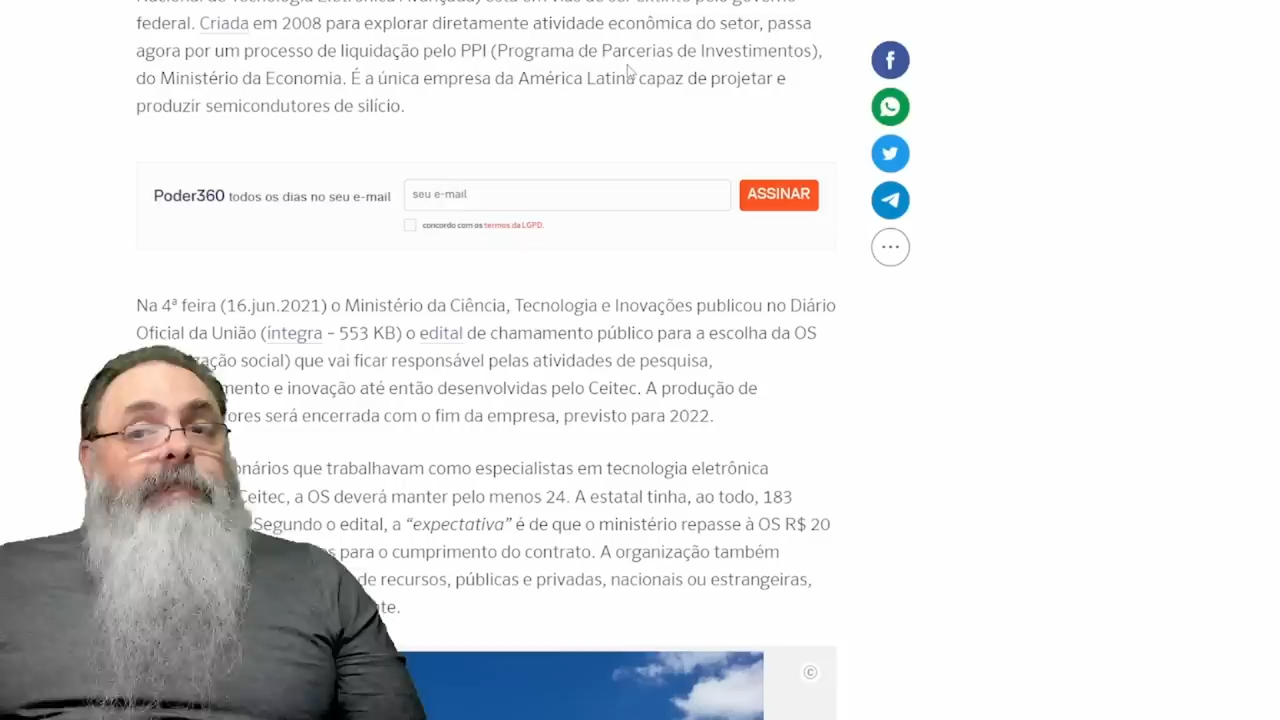 federal. Criada em 2008 para explorar diretamente atividade econômica do setor, passa
agora por um processo de liquidação pelo PPI (Programa de Parcerias de Investimentos),
do Ministério da Economia. É a única empresa da América Latina capaz de projetar e
produzir semicondutores de silício.
Poder360 todos os dias no seu e-mail
seu e-mail
ASSINAR
concordo com os termos da LGPD.
Na 4ª feira (16.jun.2021) o Ministério da Ciência, Tecnologia e Inovações publicou no Diário
Oficial da União (íntegra – 553 KB) o edital de chamamento público para a escolha da OS
zação social) que vai ficar responsável pelas atividades de pesquisa,
mento e inovação até então desenvolvidas pelo Ceitec. A produção de
ores será encerrada com o fim da empresa, previsto para 2022.
onários que trabalhavam como especialistas em tecnologia eletrônica
Ceitec, a OS deverá manter pelo menos 24. A estatal tinha, ao todo, 183
Segundo o edital, a “expectativa” é de que o ministério repasse à OS R$ 20
s para o cumprimento do contrato. A organização também
de recursos, públicas e privadas, nacionais ou estrangeiras,
te.
©